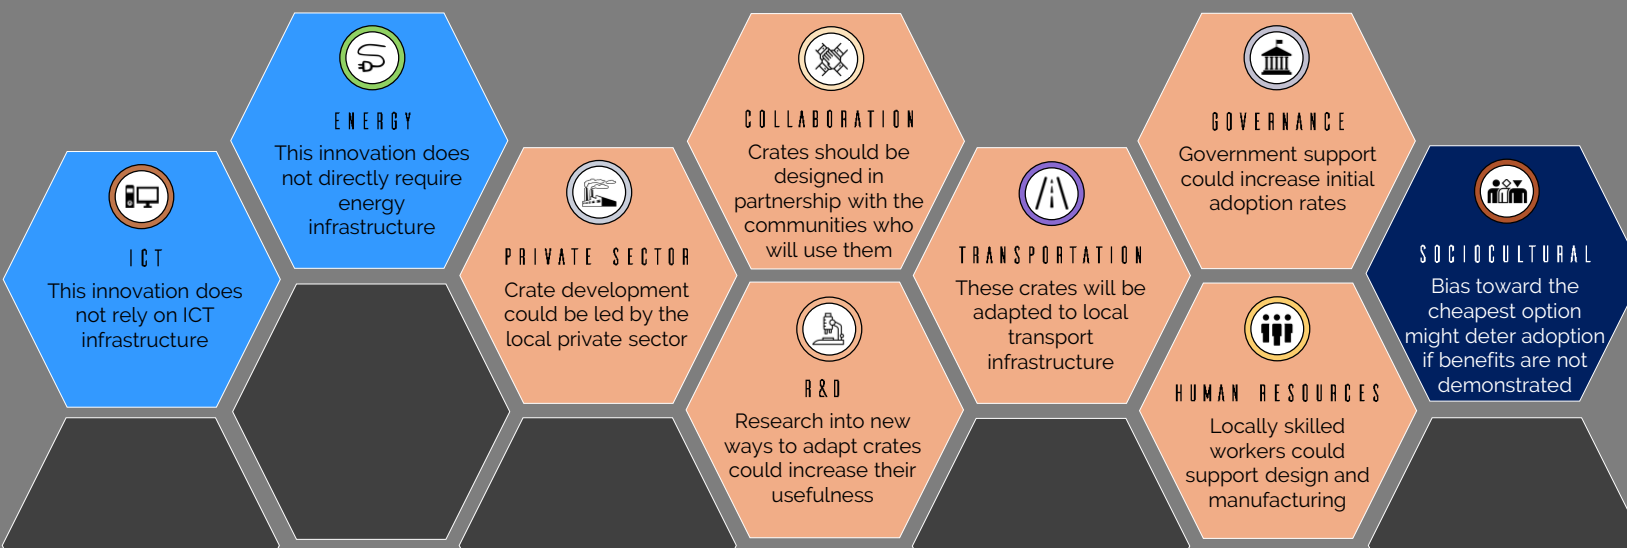 ICT
This innovation does
not rely on ICT
infrastructure
ENERGY
This innovation does
not directly require
energy
infrastructure
PRIVATE SECTOR
Crate development
could be led by the
local private sector
COLLABORATION
Crates should be
designed in
partnership with the
communities who
will use them
R&D
Research into new
ways to adapt crates
could increase their
usefulness
TRANSPORTATION
These crates will be
adapted to local
transport
infrastructure
GOVERNANCE
Government support
could increase initial
adoption rates
HUMAN RESOURCES
Locally skilled
workers could
support design and
manufacturing
SOCIOCULTURAL
Bias toward the
cheapest option
might deter adoption
if benefits are not
demonstrated